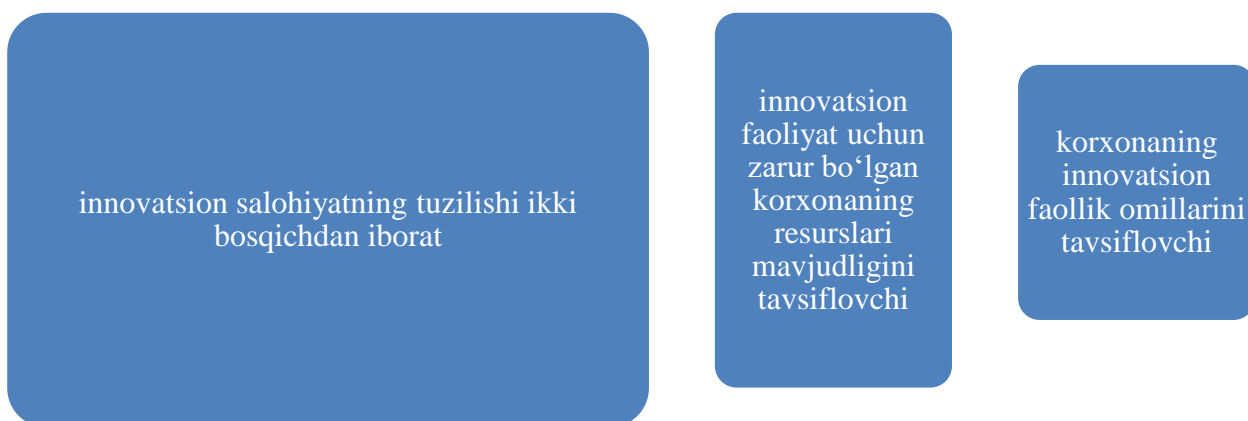 innovatsion salohiyatning tuzilishi ikki
bosqichdan iborat
innovatsion
faoliyat uchun
zarur bo‘lgan
korxonaning
resurslari
mavjudligini
tavsiflovchi
korxonaning
innovatsion
faollik omillarini
tavsiflovchi